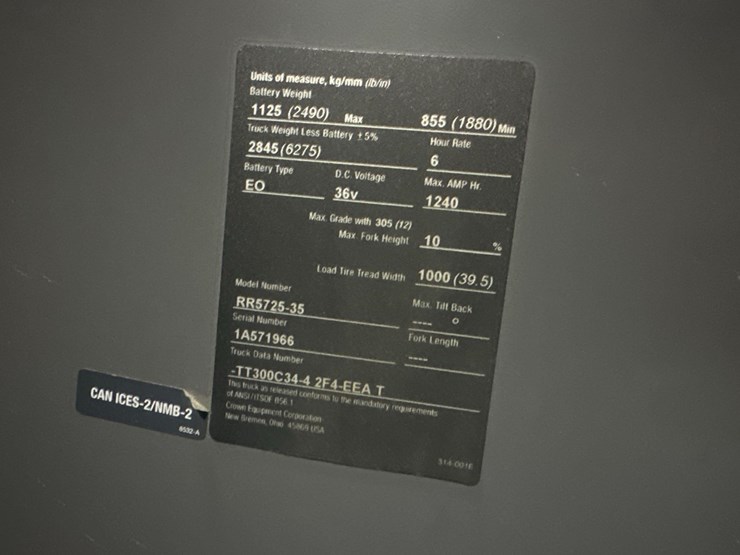 Units of measure, kg/mm (lb/in)
Battery Weight
1125 (2490) Max 855 (1880) Min
Truck Weight Less Battery ± 5% Hour Rate
2845 (6275) 6
Battery Type D.C. Voltage Max. AMP Hr.
EO 36v 1240
Max. Grade with 305 (12)
Max. Fork Height 10 %
Load Tire Tread Width 1000 (39.5)
Model Number Max. Tilt Back
RR5725-35 ---- o
Serial Number Fork Length
1A571966 ----
Truck Data Number
-TT300C34-4 2F4-EEA T
This truck as released conforms to the mandatory requirements
of ANSI/ITSDF B56.1
Crown Equipment Corporation
New Bremen, Ohio 45869 USA
CAN ICES-2/NMB-2